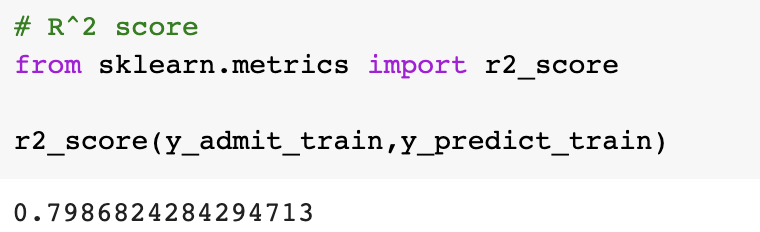 # R^2 score
from sklearn.metrics import r2_score
r2_score(y_admit_train,y_predict_train)
0.7986824284294713